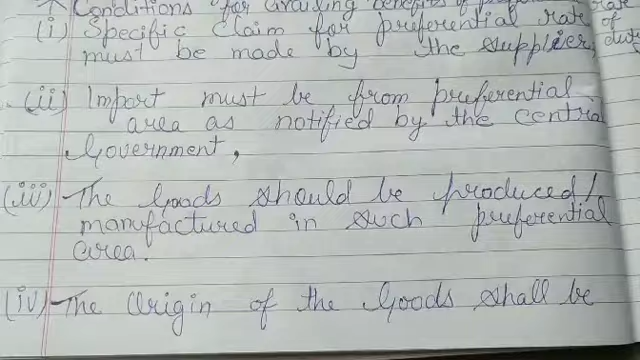 Conditions for availing benefits of preferential rate of duty
(i) Specific Claim for preferential rate
must be made by the supplier,
(ii) Import must be from preferential
area as notified by the Centra
Government,
(iii) The Goods should be produced/
manufactured in such preferential
area.
(iv) The Origin of the Goods shall be